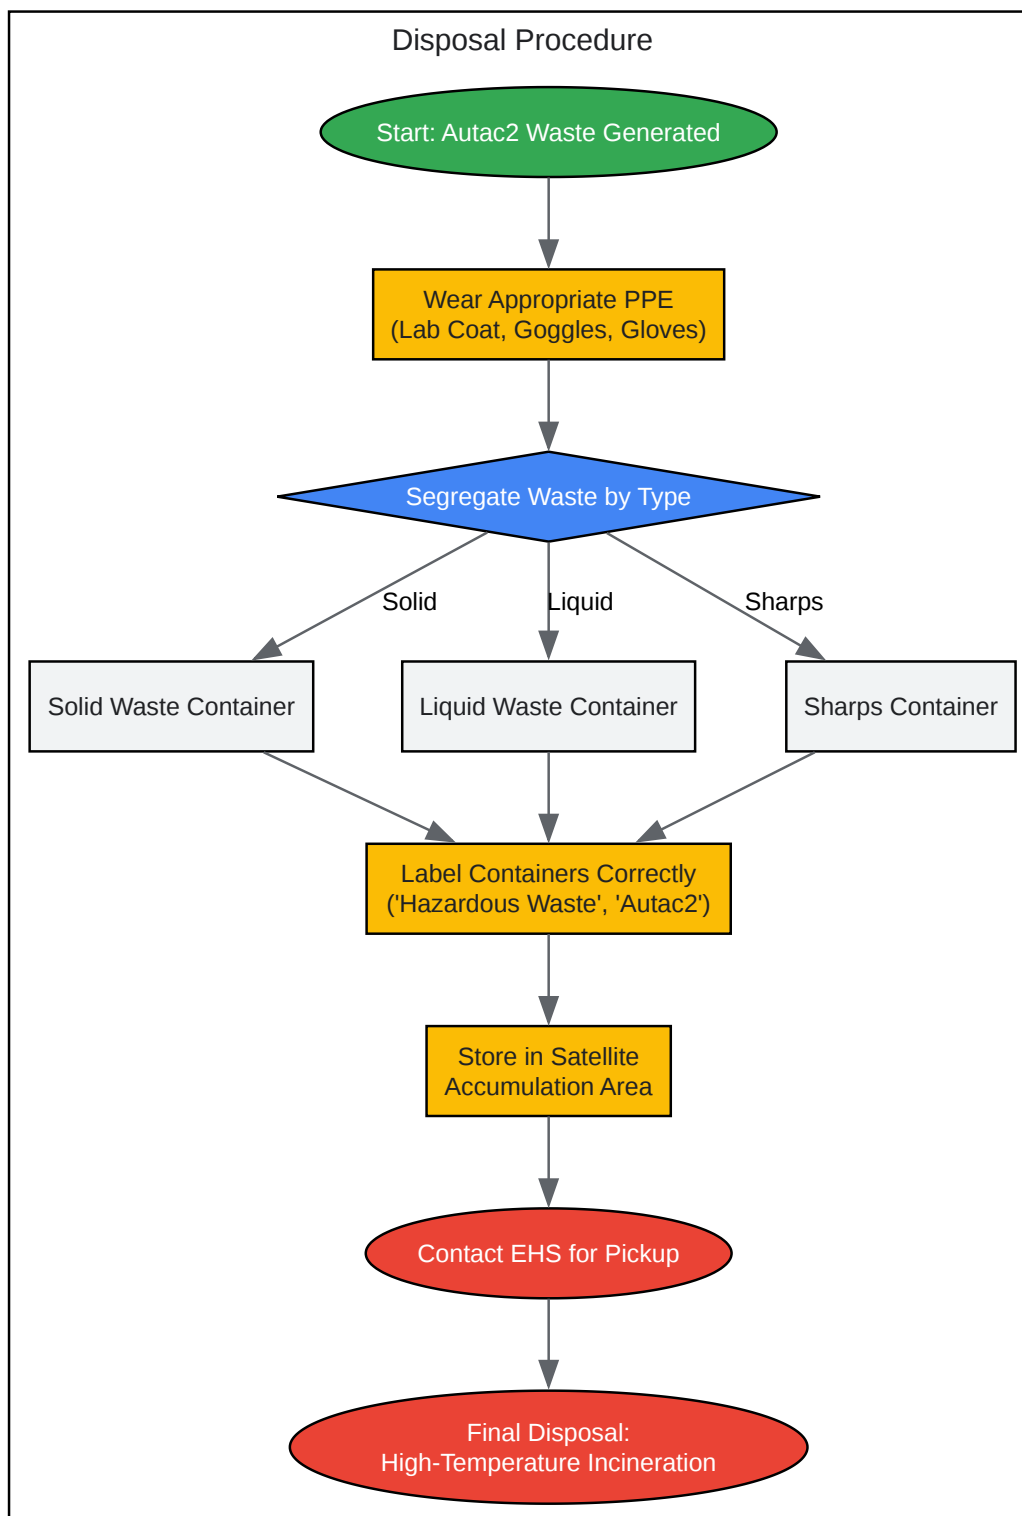 Disposal Procedure
Start: Autac2 Waste Generated
Wear Appropriate PPE
(Lab Coat, Goggles, Gloves)
Segregate Waste by Type
Solid
Liquid
Sharps
Solid Waste Container
Liquid Waste Container
Sharps Container
Label Containers Correctly
('Hazardous Waste', 'Autac2')
Store in Satellite
Accumulation Area
Contact EHS for Pickup
Final Disposal:
High-Temperature Incineration